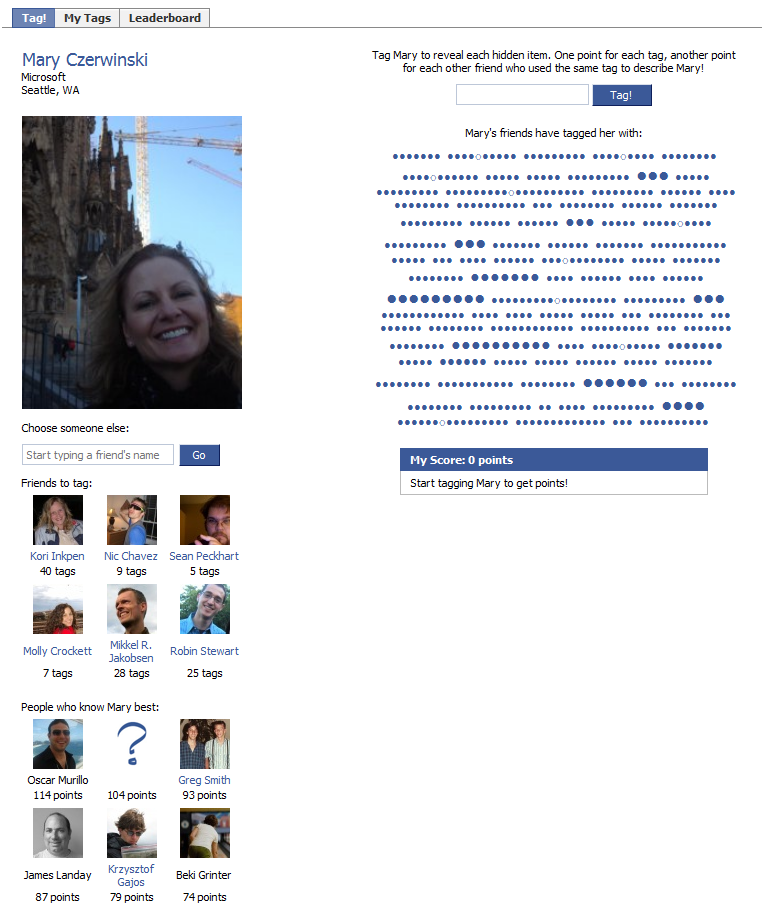 Tag!
My Tags
Leaderboard
Mary Czerwinski
Microsoft
Seattle, WA
Choose someone else:
Start typing a friend's name
Go
Friends to tag:
Kori Inkpen
40 tags
Nic Chavez
9 tags
Sean Peckhart
5 tags
Molly Crockett
7 tags
Mikkel R.
Jakobsen
28 tags
Robin Stewart
25 tags
People who know Mary best:
Oscar Murillo
114 points
?
104 points
Greg Smith
93 points
James Landay
87 points
Krzysztof
Gajos
79 points
Beki Grinter
74 points
Tag Mary to reveal each hidden item. One point for each tag, another point
for each other friend who used the same tag to describe Mary!
Tag!
Mary's friends have tagged her with:
My Score: 0 points
Start tagging Mary to get points!